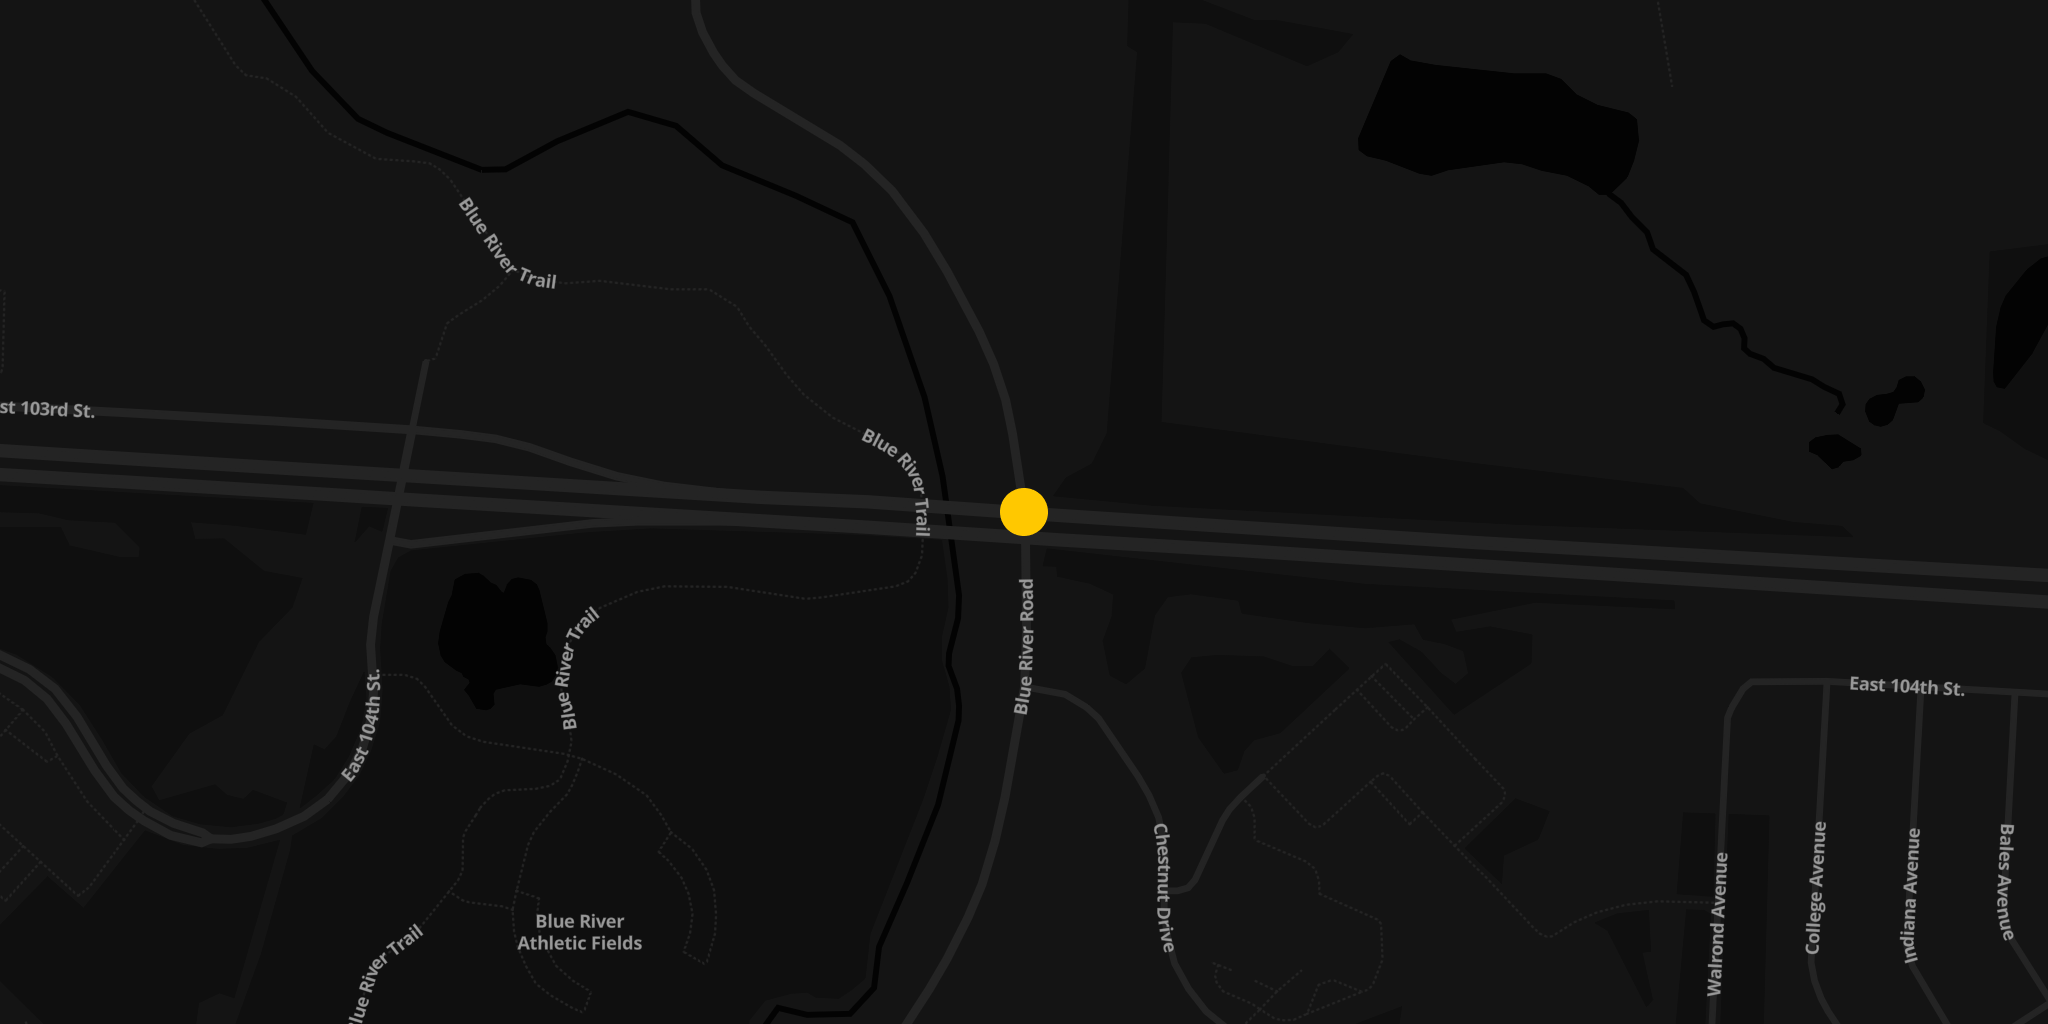 Blue River Trail
st 103rd St.
Blue River Trail
Blue River Road
Blue River Trail
East 104th St.
East 104th St.
Chestnut Drive
Walrond Avenue
College Avenue
Indiana Avenue
Bales Avenue
Blue River
Athletic Fields
Blue River Trail